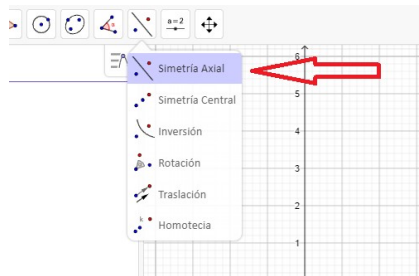 a=2
Simetría Axial
Simetría Central
Inversión
Rotación
Traslación
Homotecia
6
5
4
3
2
1